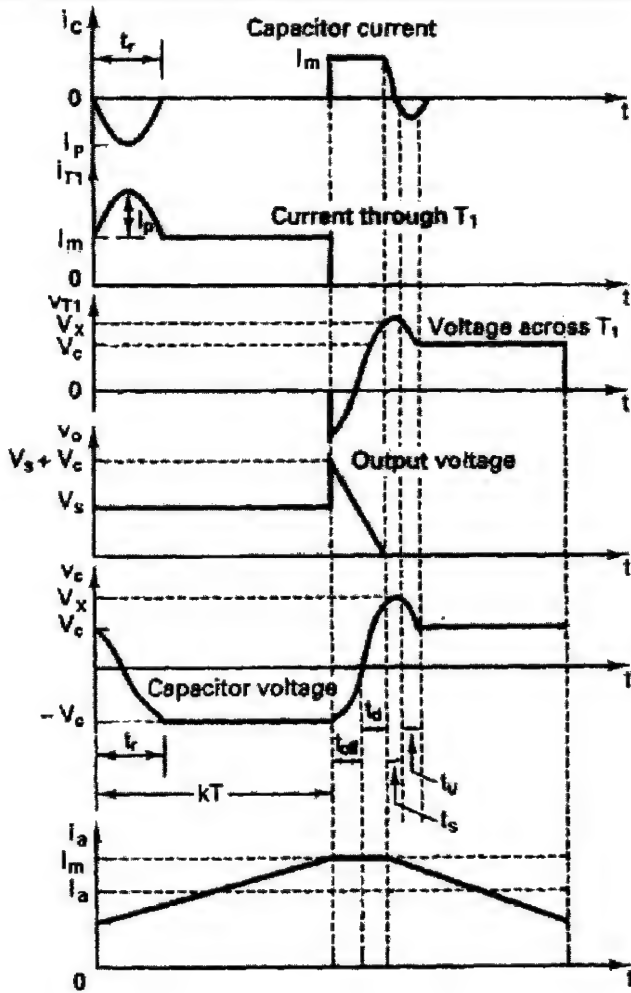 i_c
t_r
Capacitor current
I_m
0
t
I_p
i_T1
I_p
Current through T_1
I_m
0
t
v_T1
V_x
Voltage across T_1
V_c
0
t
v_o
V_s + V_c
Output voltage
V_s
t
v_c
V_x
V_c
t
Capacitor voltage
t_d
-V_c
t_r
t_off
t_u
kT
t_s
i_a
I_m
I_a
0
t